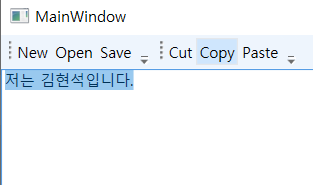 MainWindow
New Open Save Cut Copy Paste
저는 김현석입니다.